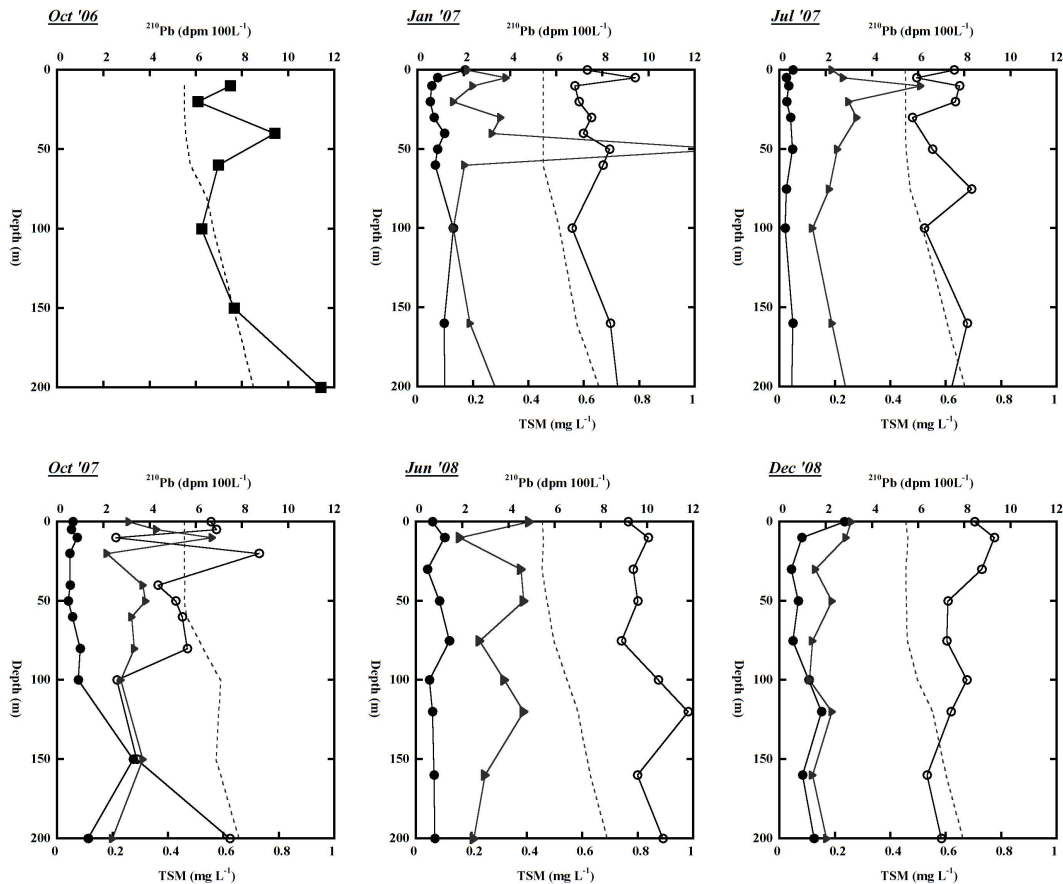 Oct '06
²¹⁰Pb (dpm 100L⁻¹)
0 2 4 6 8 10 12
0
50
100
150
200
Depth (m)
Jan '07
²¹⁰Pb (dpm 100L⁻¹)
0 2 4 6 8 10 12
0
50
100
150
200
Depth (m)
0 0.2 0.4 0.6 0.8 1
TSM (mg L⁻¹)
Jul '07
²¹⁰Pb (dpm 100L⁻¹)
0 2 4 6 8 10 12
0
50
100
150
200
Depth (m)
0 0.2 0.4 0.6 0.8 1
TSM (mg L⁻¹)
Oct '07
²¹⁰Pb (dpm 100L⁻¹)
0 2 4 6 8 10 12
0
50
100
150
200
Depth (m)
0 0.2 0.4 0.6 0.8 1
TSM (mg L⁻¹)
Jun '08
²¹⁰Pb (dpm 100L⁻¹)
0 2 4 6 8 10 12
0
50
100
150
200
Depth (m)
0 0.2 0.4 0.6 0.8 1
TSM (mg L⁻¹)
Dec '08
²¹⁰Pb (dpm 100L⁻¹)
0 2 4 6 8 10 12
0
50
100
150
200
Depth (m)
0 0.2 0.4 0.6 0.8 1
TSM (mg L⁻¹)